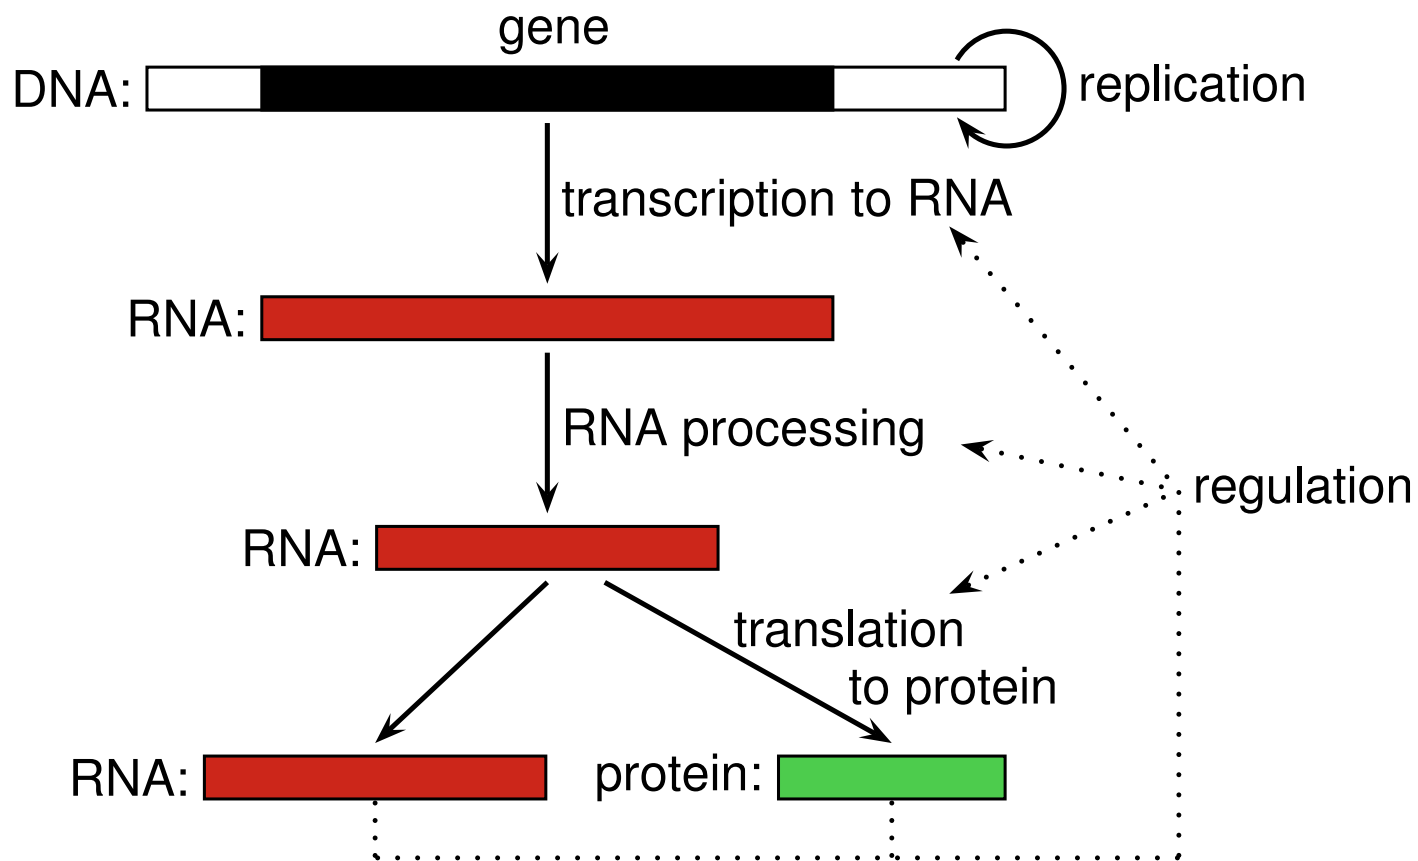 gene
DNA:
replication
transcription to RNA
RNA:
RNA processing
regulation
RNA:
translation
to protein
RNA:
protein: